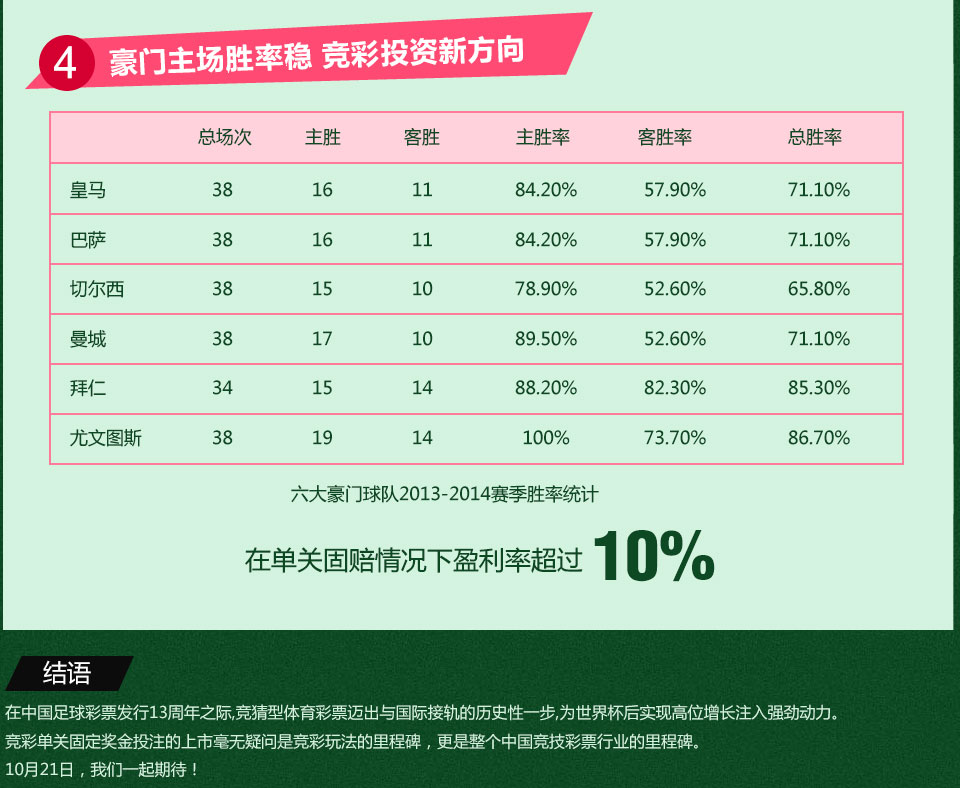 4 豪门主场胜率稳 竞彩投资新方向
总场次 主胜 客胜 主胜率 客胜率 总胜率
皇马 38 16 11 84.20% 57.90% 71.10%
巴萨 38 16 11 84.20% 57.90% 71.10%
切尔西 38 15 10 78.90% 52.60% 65.80%
曼城 38 17 10 89.50% 52.60% 71.10%
拜仁 34 15 14 88.20% 82.30% 85.30%
尤文图斯 38 19 14 100% 73.70% 86.70%
六大豪门球队2013-2014赛季胜率统计
在单关固赔情况下盈利率超过 10%
结语
在中国足球彩票发行13周年之际,竞猜型体育彩票迈出与国际接轨的历史性一步,为世界杯后实现高位增长注入强劲动力。
竞彩单关固定奖金投注的上市毫无疑问是竞彩玩法的里程碑，更是整个中国竞技彩票行业的里程碑。
10月21日，我们一起期待！